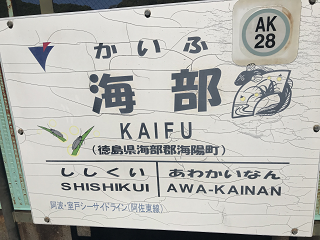 AK
28
かいふ
海部
KAIFU
(徳島県海部郡海陽町)
ししくい あわかいなん
SHISHIKUI AWA-KAINAN
阿波・室戸シーサイドライン(阿佐東線)